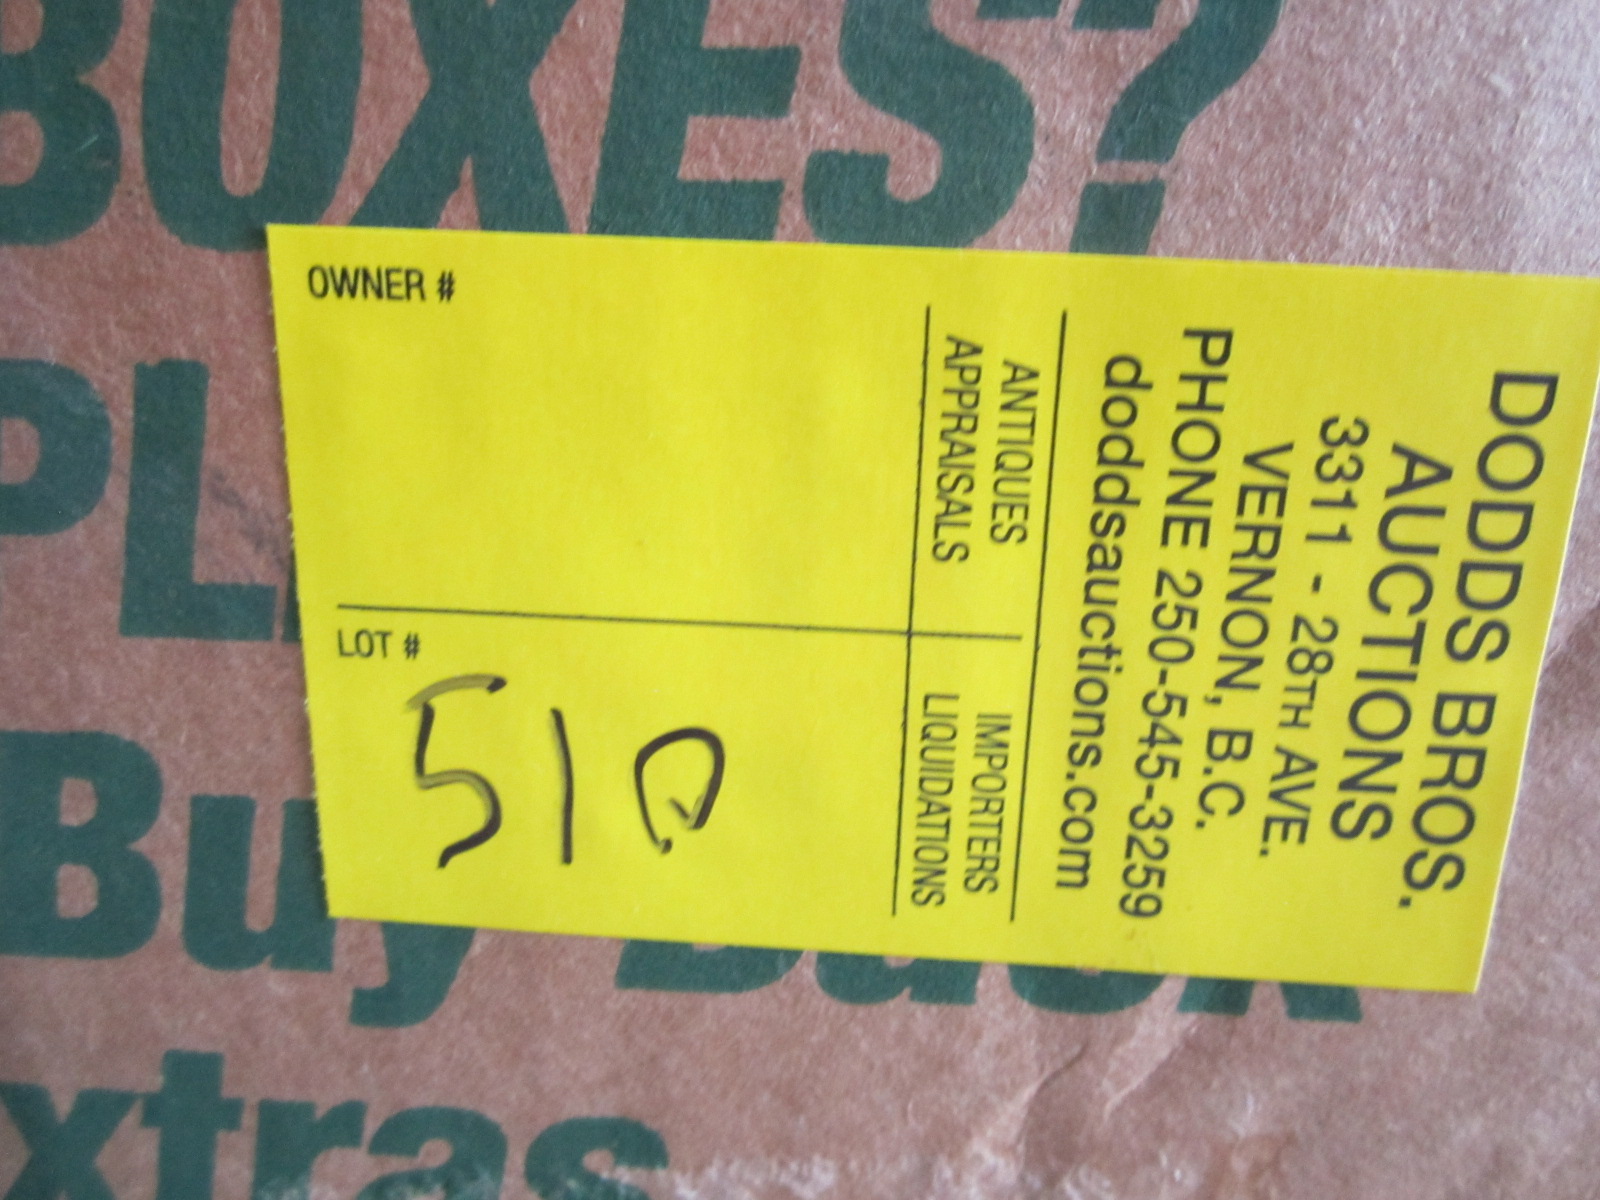 BOXES?
OWNER #
DODDS BROS.
AUCTIONS
3311 - 28TH AVE.
VERNON, B.C.
PHONE 250-545-3259
doddsauctions.com
ANTIQUES
APPRAISALS
IMPORTERS
LIQUIDATIONS
LOT #
510
Buy
xtras